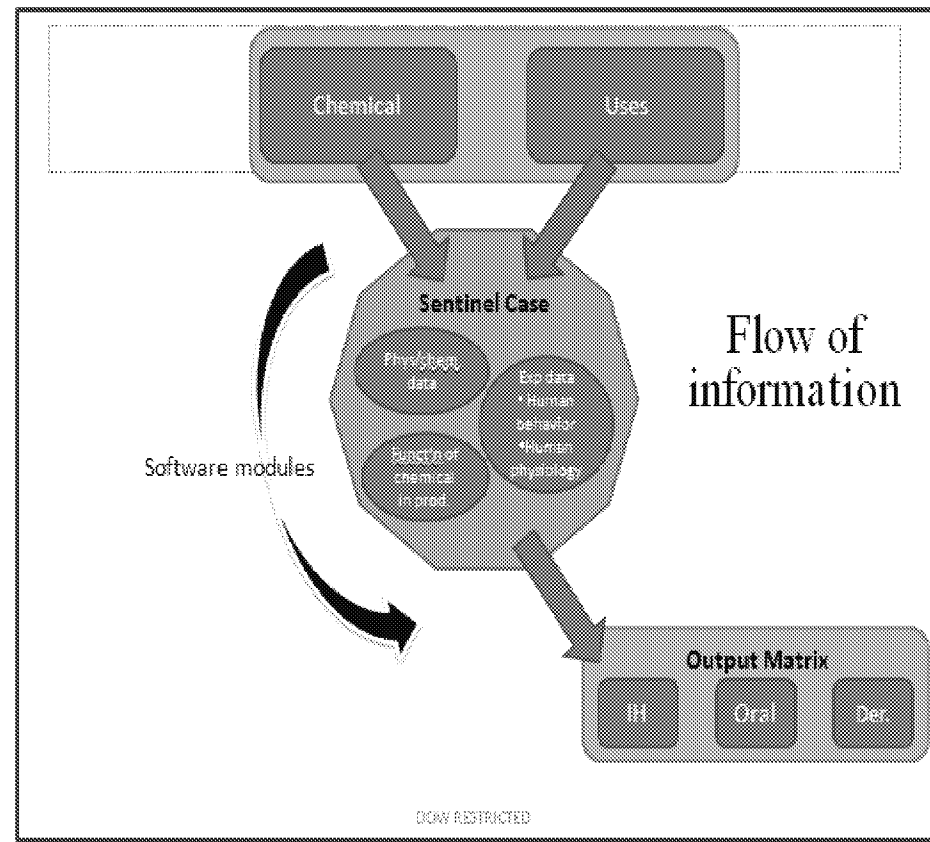 Chemical
Uses
Sentinel Case
Phys/chem
data
Exp data
• Human
behavior
• Human
physiology
Functn of
chemical
in prod
Flow of
information
Software modules
Output Matrix
IH
Oral
Der.
DOW RESTRICTED